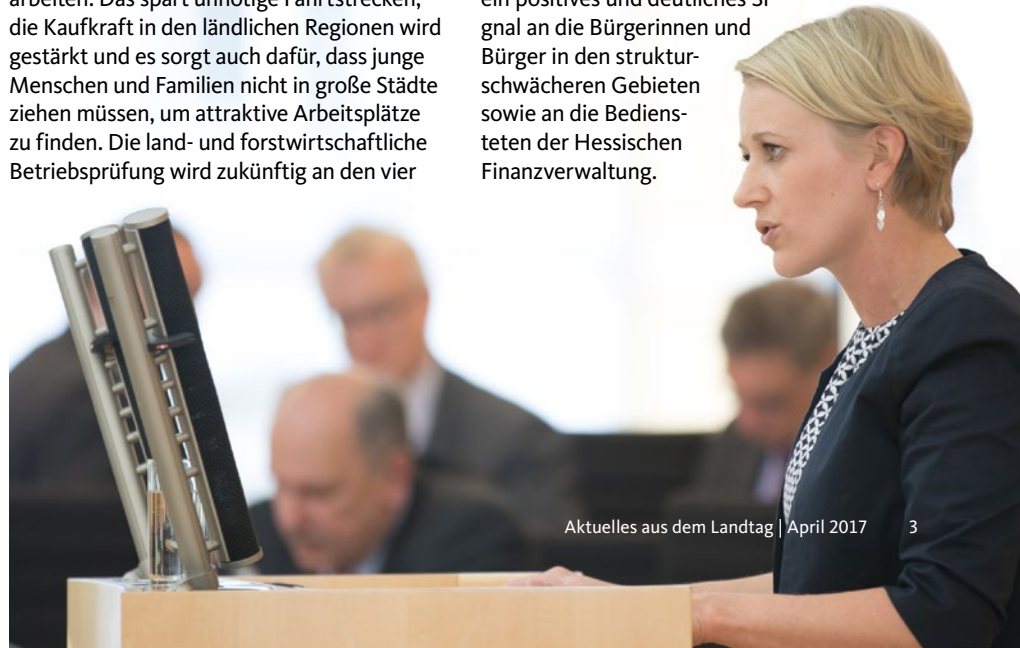 arbeiten. Das spart unnötige Fahrtstrecken,
die Kaufkraft in den ländlichen Regionen wird
gestärkt und es sorgt auch dafür, dass junge
Menschen und Familien nicht in große Städte
ziehen müssen, um attraktive Arbeitsplätze
zu finden. Die land- und forstwirtschaftliche
Betriebsprüfung wird zukünftig an den vier
ein positives und deutliches Si
gnal an die Bürgerinnen und
Bürger in den struktur-
schwächeren Gebieten
sowie an die Bediens-
teten der Hessischen
Finanzverwaltung.
Aktuelles aus dem Landtag | April 2017 3